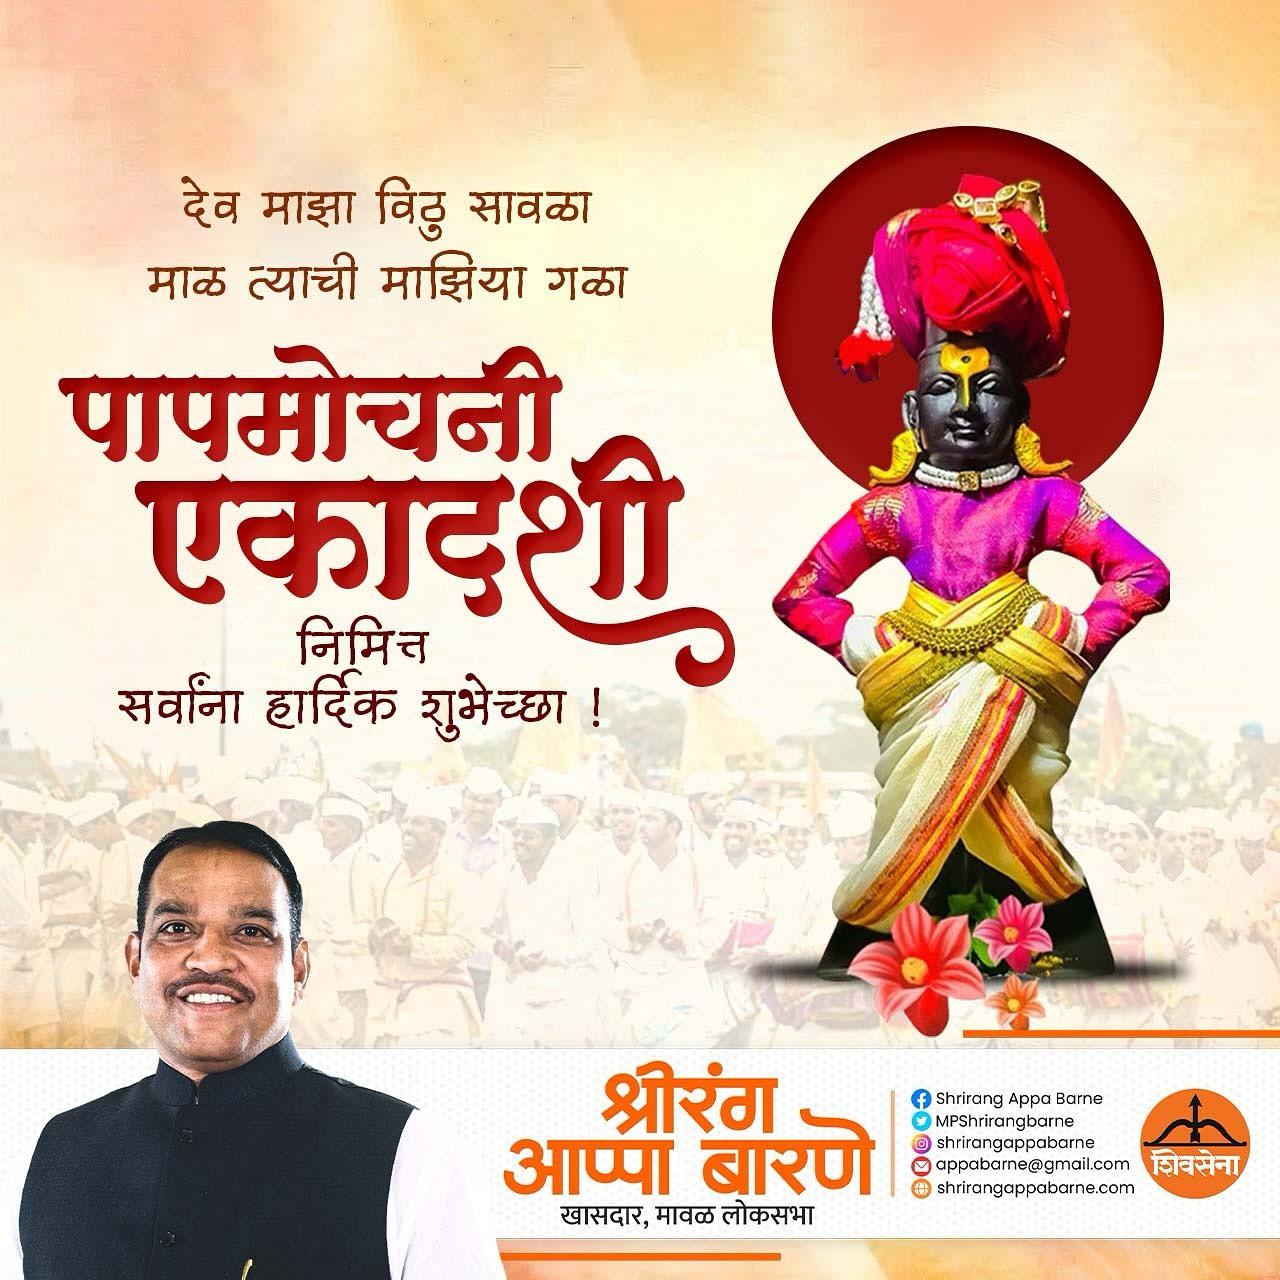 देव माझा विठु सावळा
माळ त्याची माझिया गळा
पापमोचनी
एकादशी
निमित्त
सर्वांना हार्दिक शुभेच्छा !
श्रीरंग
आप्पा बारणे
खासदार, मावळ लोकसभा
Shrirang Appa Barne
MPShrirangbarne
shrirangappabarne
appabarne@gmail.com
shrirangappabarne.com
शिवसेना